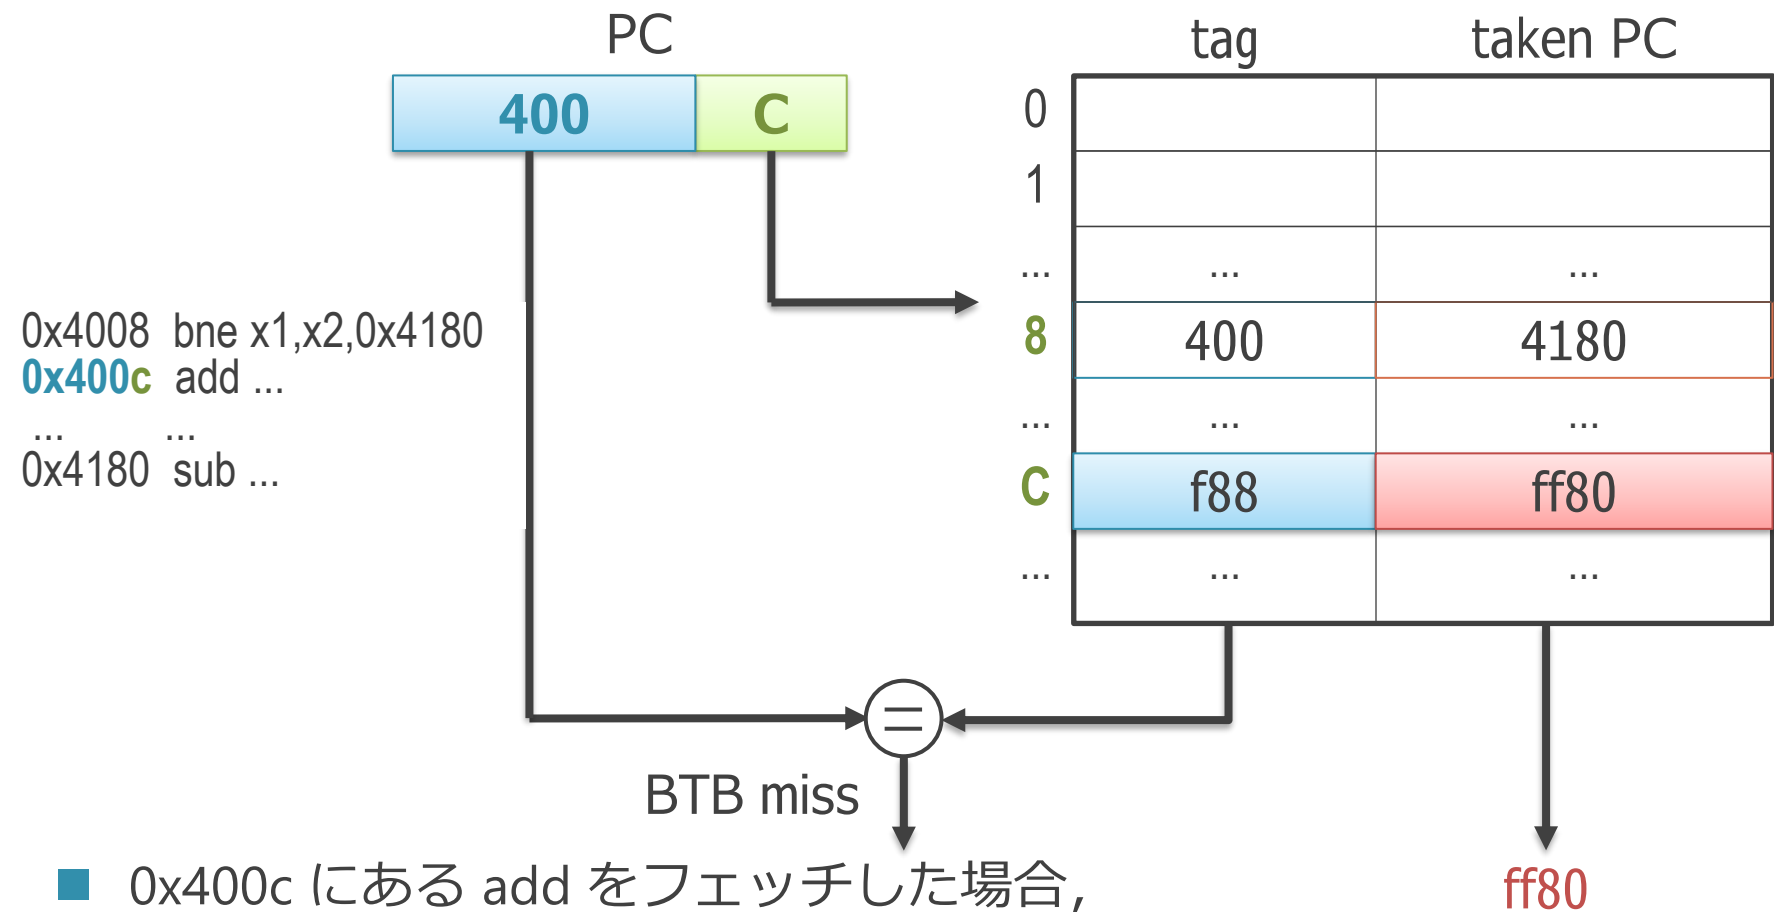 PC
tag taken PC
400 C
0
1
... ... ...
8 400 4180
... ... ...
C f88 ff80
... ... ...
0x4008 bne x1,x2,0x4180
0x400c add ...
... ...
0x4180 sub ...
=
BTB miss
■ 0x400c にある add をフェッチした場合,
ff80